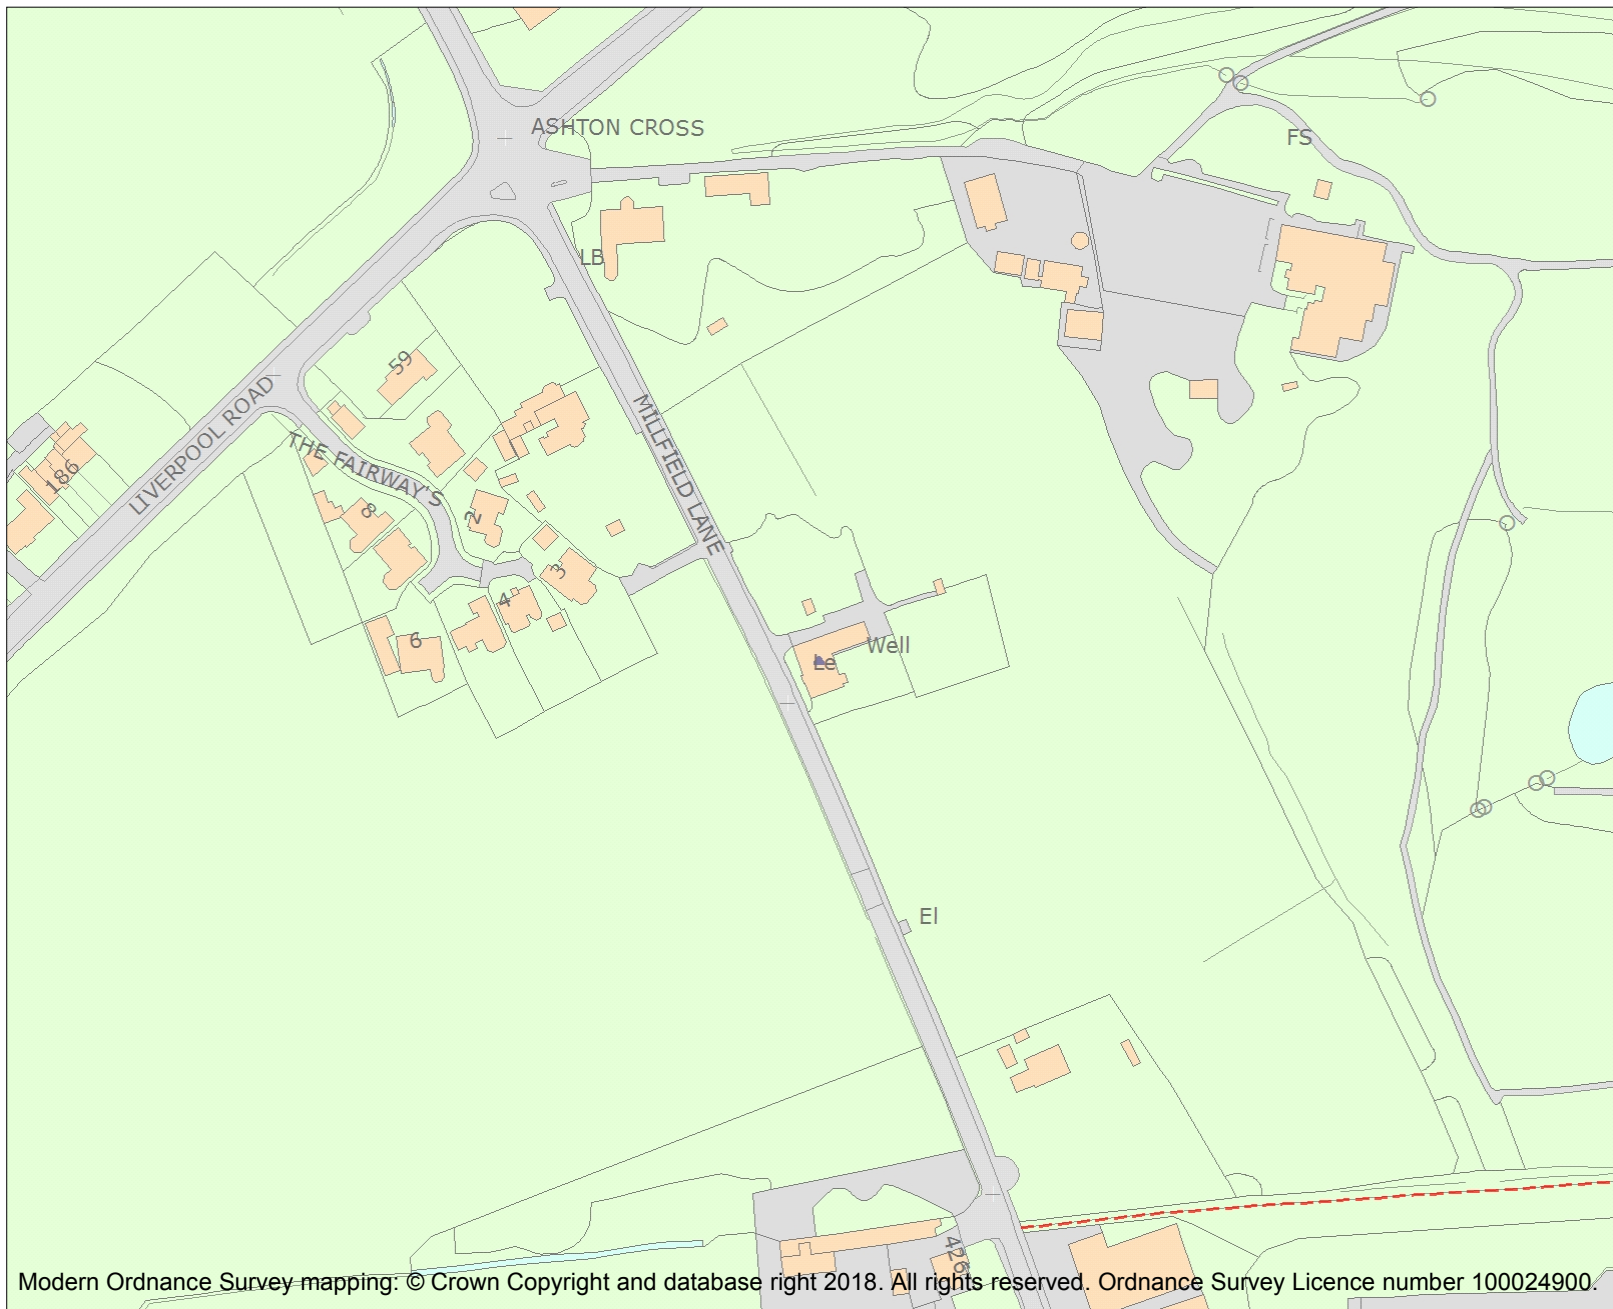 ASHTON CROSS
FS
LB
59
LIVERPOOL ROAD
MILLFIELD LANE
THE FAIRWAY'S
186
8
2
3
4
6
Well
Le
El
426
Modern Ordnance Survey mapping: © Crown Copyright and database right 2018. All rights reserved. Ordnance Survey Licence number 100024900.